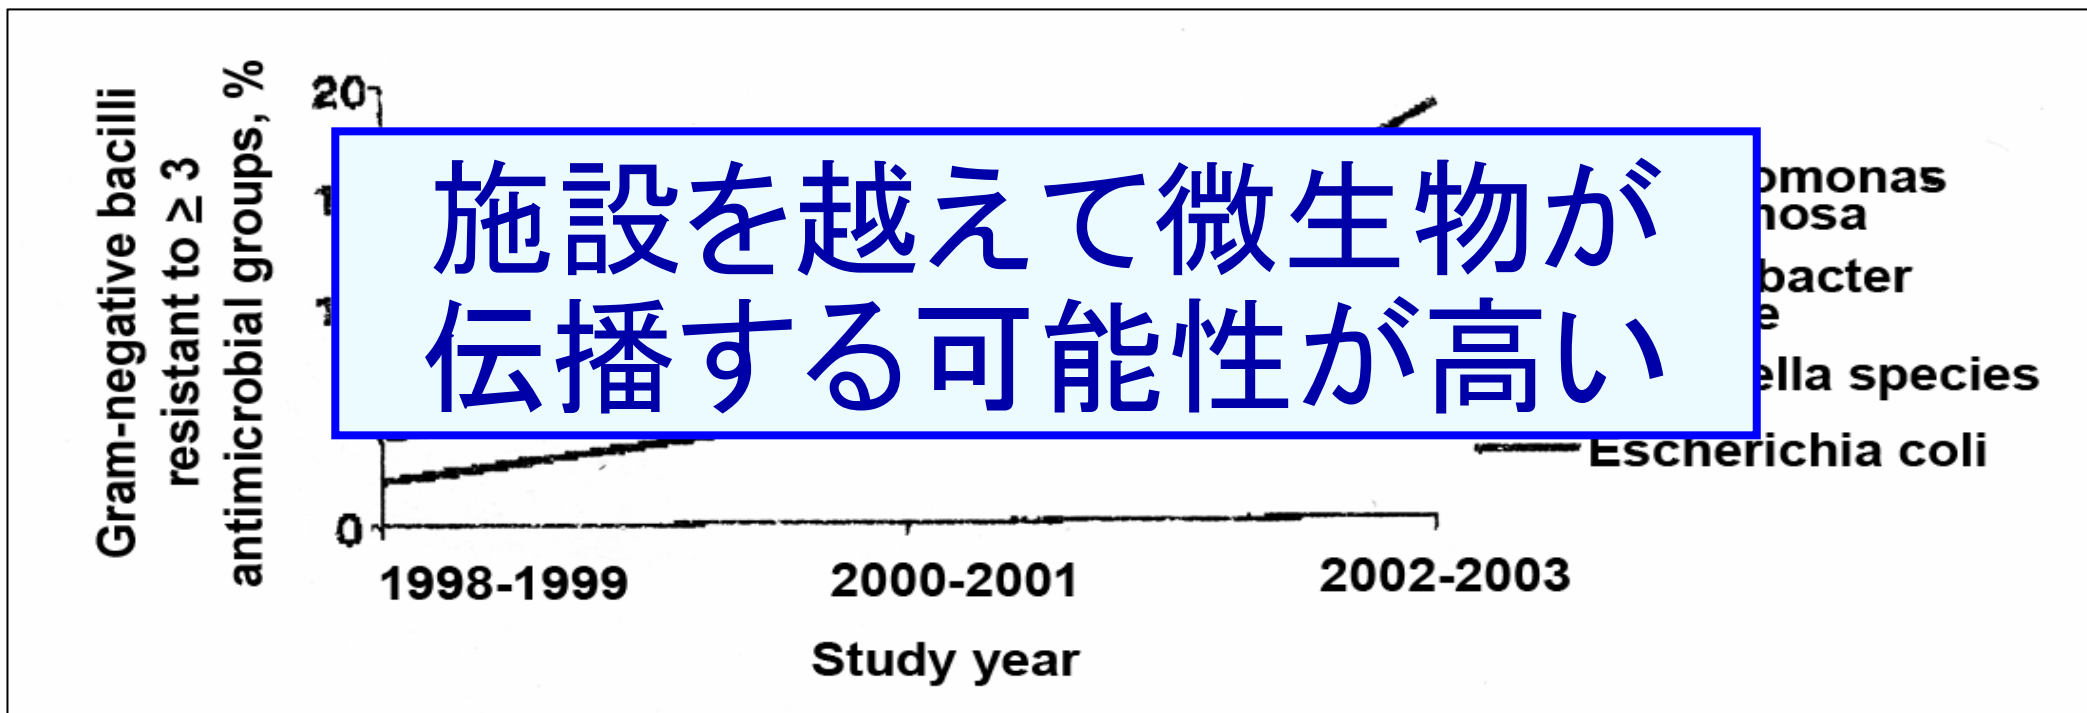 Gram-negative bacilli
resistant to ≥ 3
antimicrobial groups, %
20
施設を越えて微生物が
伝播する可能性が高い
0
1998-1999
2000-2001
2002-2003
Study year
omonas
nosa
bacter
e
ella species
Escherichia coli